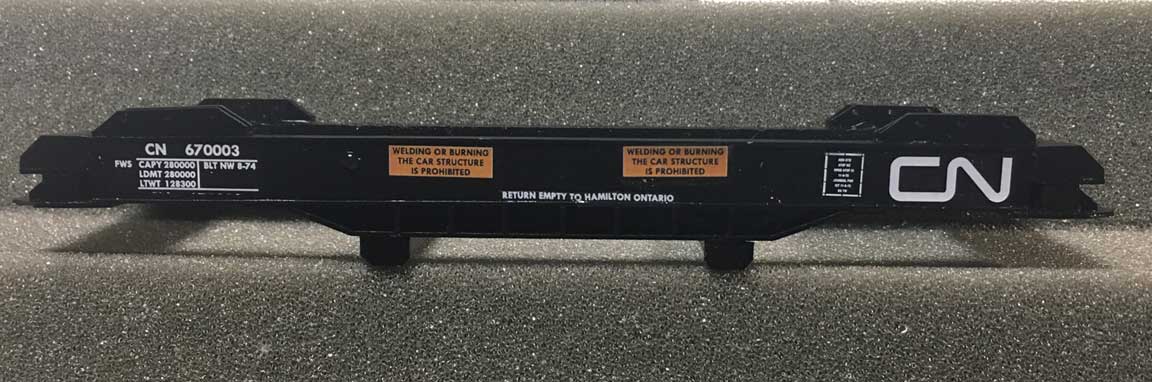 CN 670003
FWS
CAPY 280000
LDMT 280000
LTWT 128300
BLT NW 8-74
WELDING OR BURNING
THE CAR STRUCTURE
IS PROHIBITED
WELDING OR BURNING
THE CAR STRUCTURE
IS PROHIBITED
RETURN EMPTY TO HAMILTON ONTARIO
CN